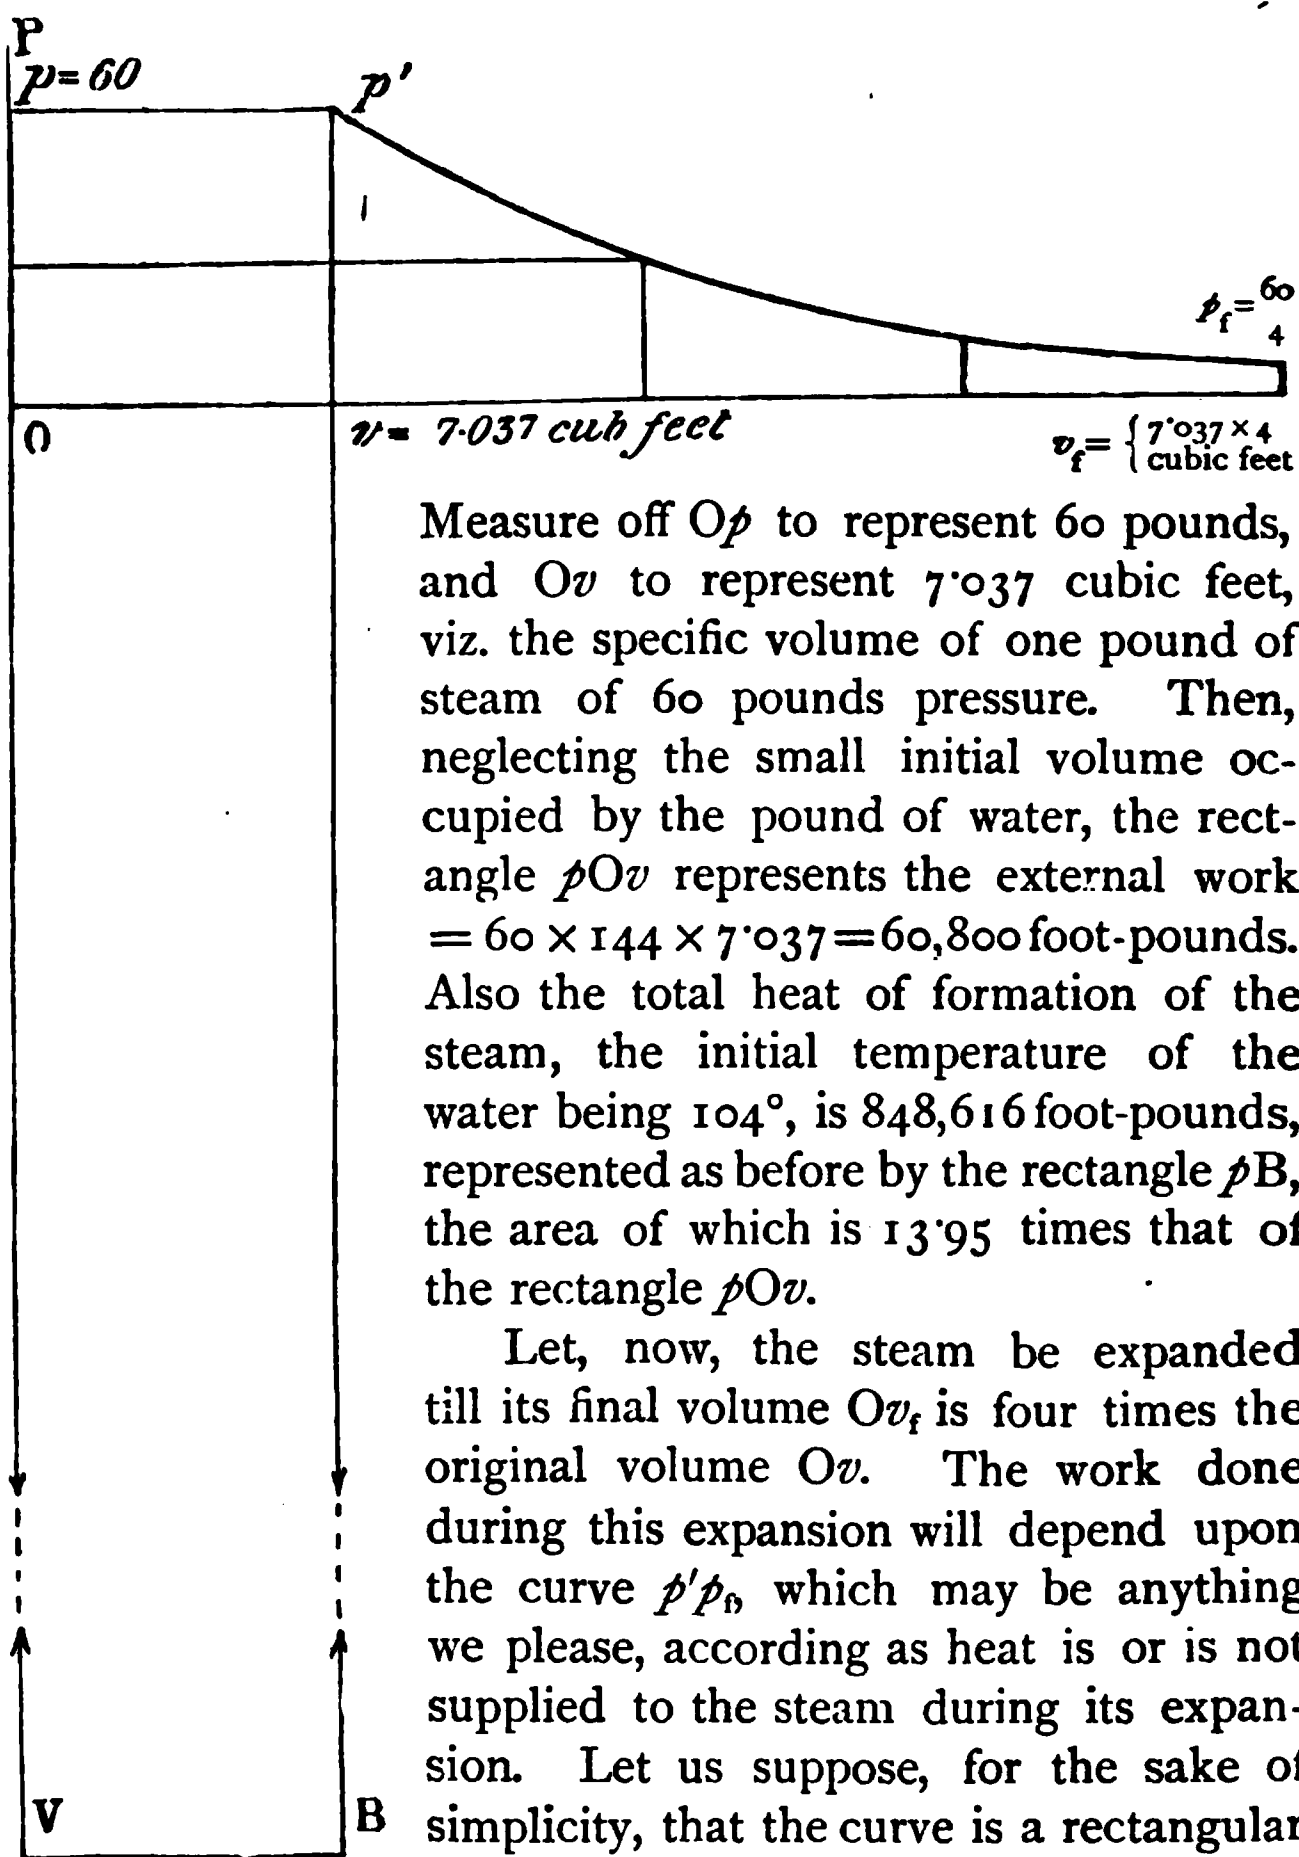 P
p = 60
p'
p_f = 60
4
O
v = 7·037 cub feet
v_f = { 7·037 × 4
cubic feet
Measure off Op to represent 60 pounds,
and Ov to represent 7·037 cubic feet,
viz. the specific volume of one pound of
steam of 60 pounds pressure. Then,
neglecting the small initial volume oc-
cupied by the pound of water, the rect-
angle pOv represents the external work
= 60 × 144 × 7·037 = 60,800 foot-pounds.
Also the total heat of formation of the
steam, the initial temperature of the
water being 104°, is 848,616 foot-pounds,
represented as before by the rectangle pB,
the area of which is 13·95 times that of
the rectangle pOv.
Let, now, the steam be expanded
till its final volume Ov_f is four times the
original volume Ov. The work done
during this expansion will depend upon
the curve p'p_f, which may be anything
we please, according as heat is or is not
supplied to the steam during its expan-
sion. Let us suppose, for the sake of
simplicity, that the curve is a rectangular
V
B